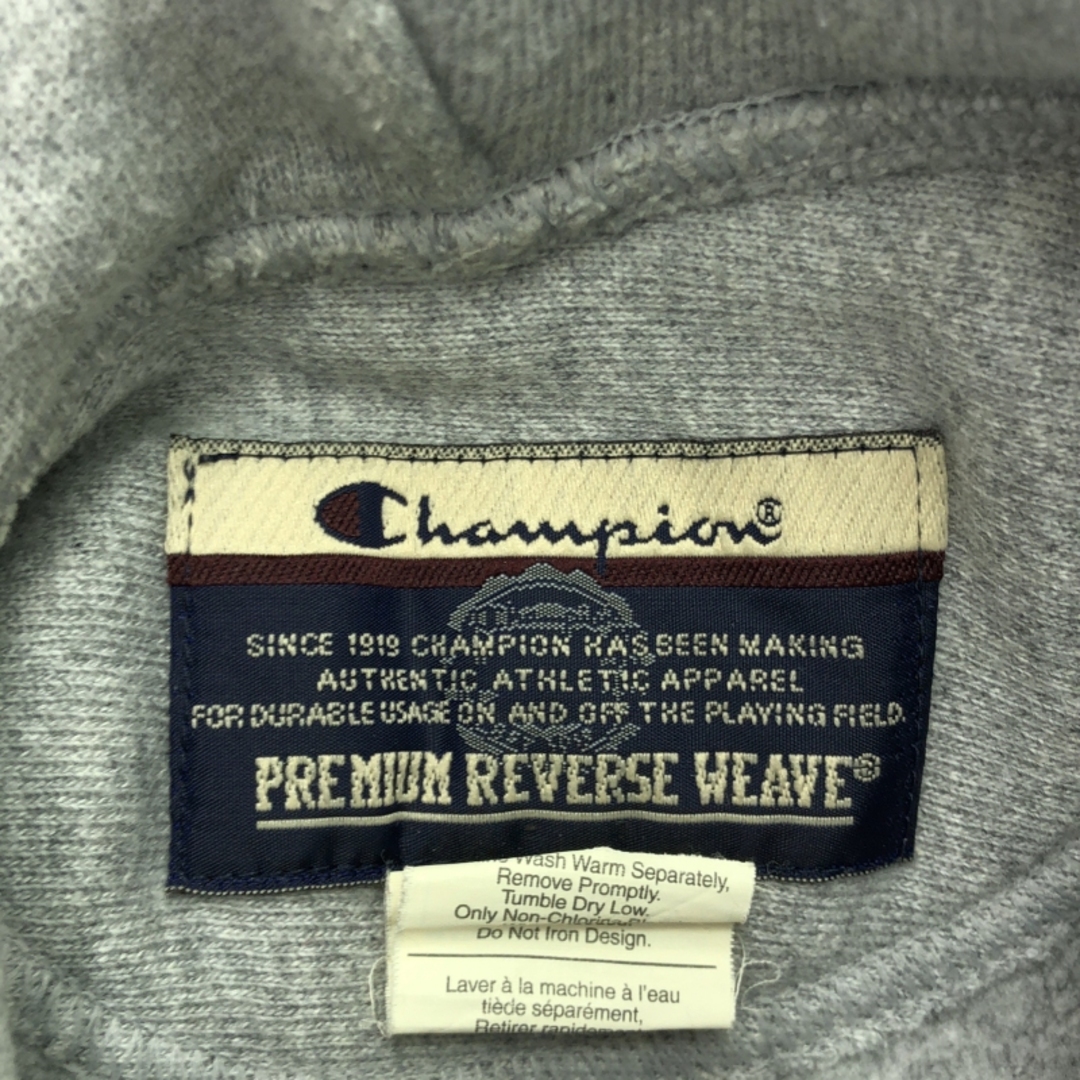 Champion®
SINCE 1919 CHAMPION HAS BEEN MAKING
AUTHENTIC ATHLETIC APPAREL
FOR DURABLE USAGE ON AND OFF THE PLAYING FIELD.
PREMIUM REVERSE WEAVE®
Wash Warm Separately,
Remove Promptly.
Tumble Dry Low.
Only
Do Not Iron Design.
Laver à la machine à l'eau
tiède séparément,
Retirer